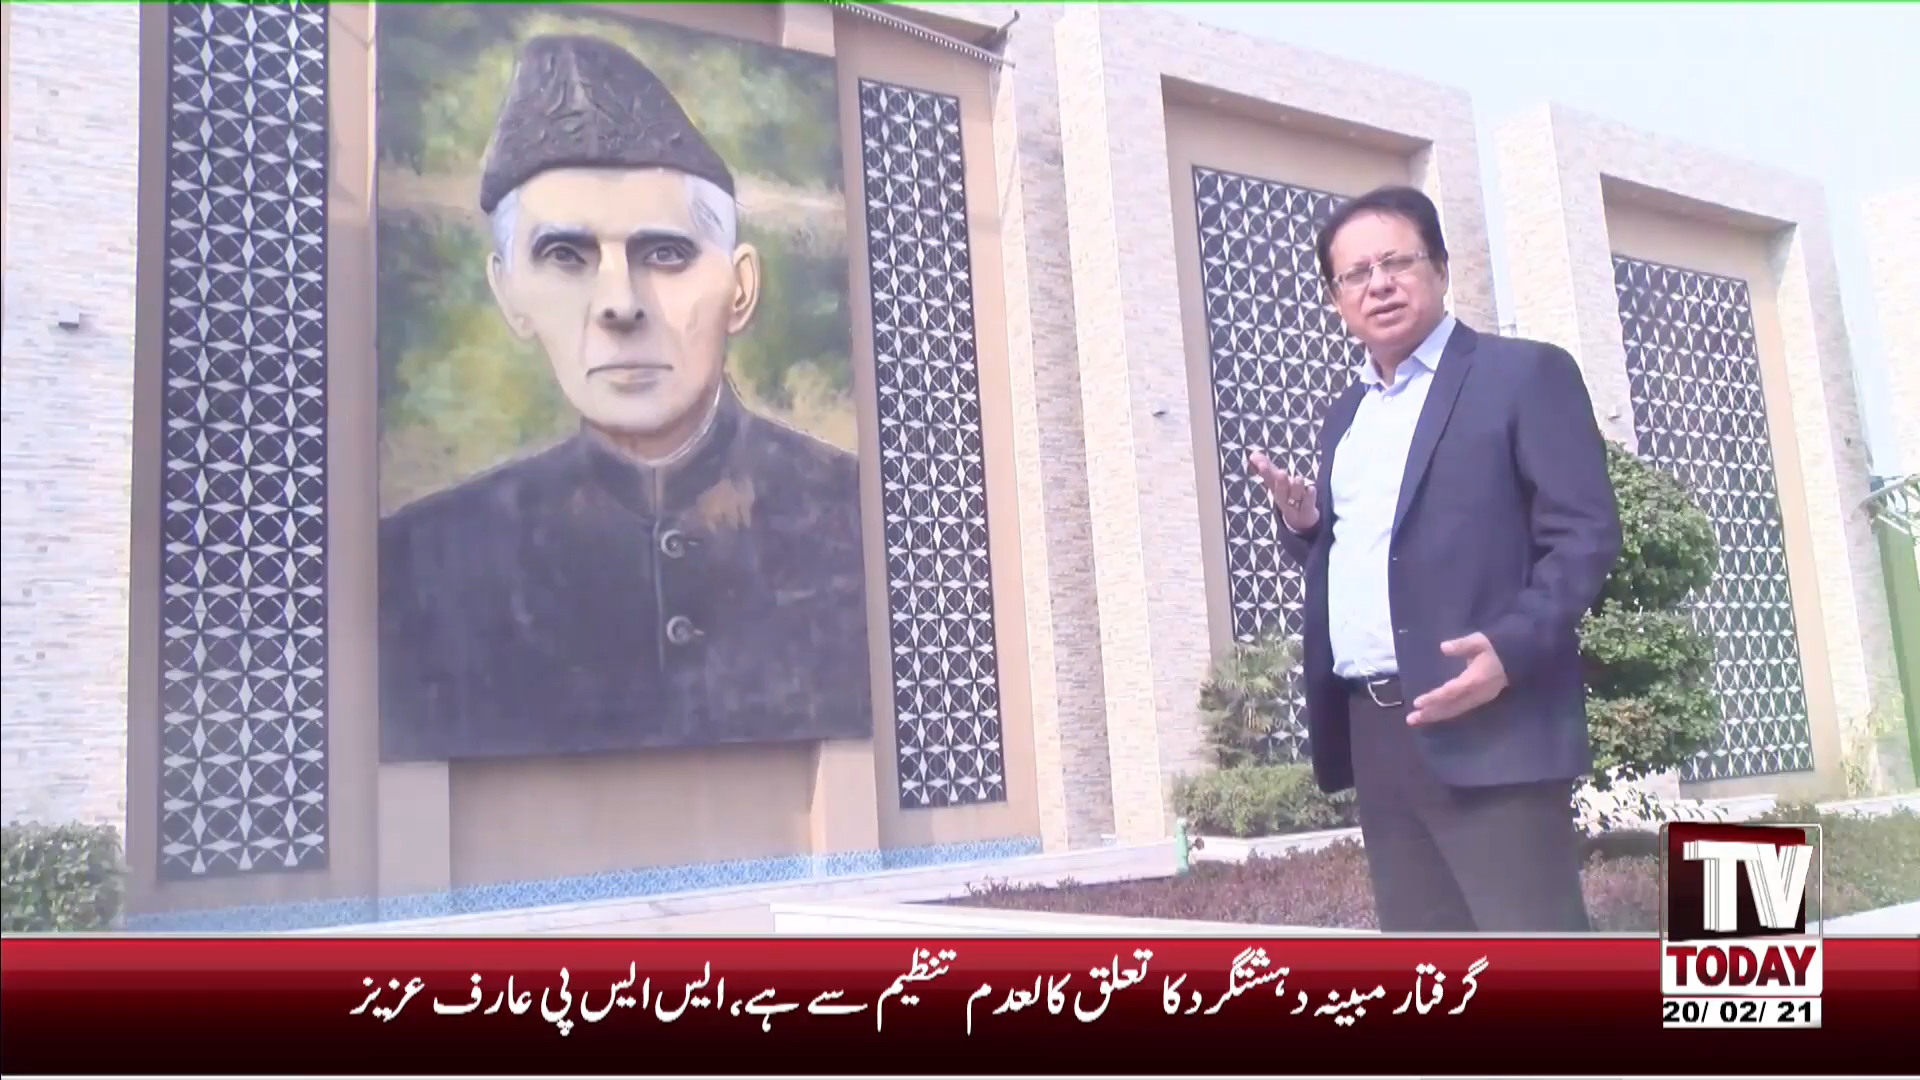 گرفتار مبینہ دہشتگرد کا تعلق کالعدم تنظیم سے ہے، ایس ایس پی عارف عزیز
TV
TODAY
20/ 02/ 21